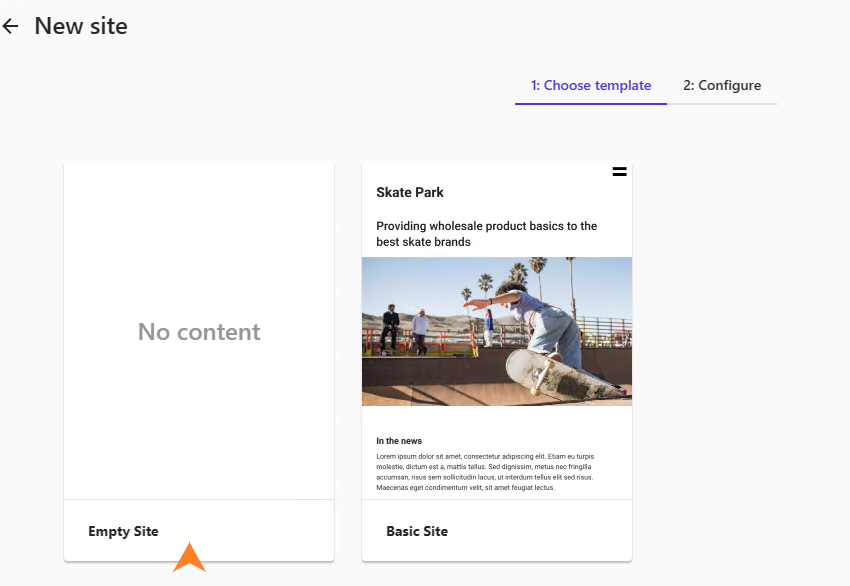 New site
1: Choose template
2: Configure
No content
Empty Site
Skate Park
Providing wholesale product basics to the
best skate brands
In the news
Lorem ipsum dolor sit amet, consectetur adipiscing elit. Etiam eu turpis
molestie, dictum est a, mattis tellus. Sed dignissim, metus nec fringilla
accumsan, risus sem sollicitudin lacus, ut interdum tellus elit sed risus.
Maecenas eget condimentum velit, sit amet feugiat lectus.
Basic Site